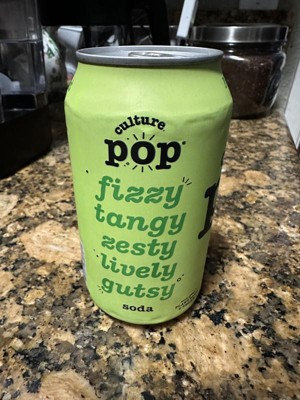 culture
pop
fizzy
tangy
zesty
lively
gutsy
soda